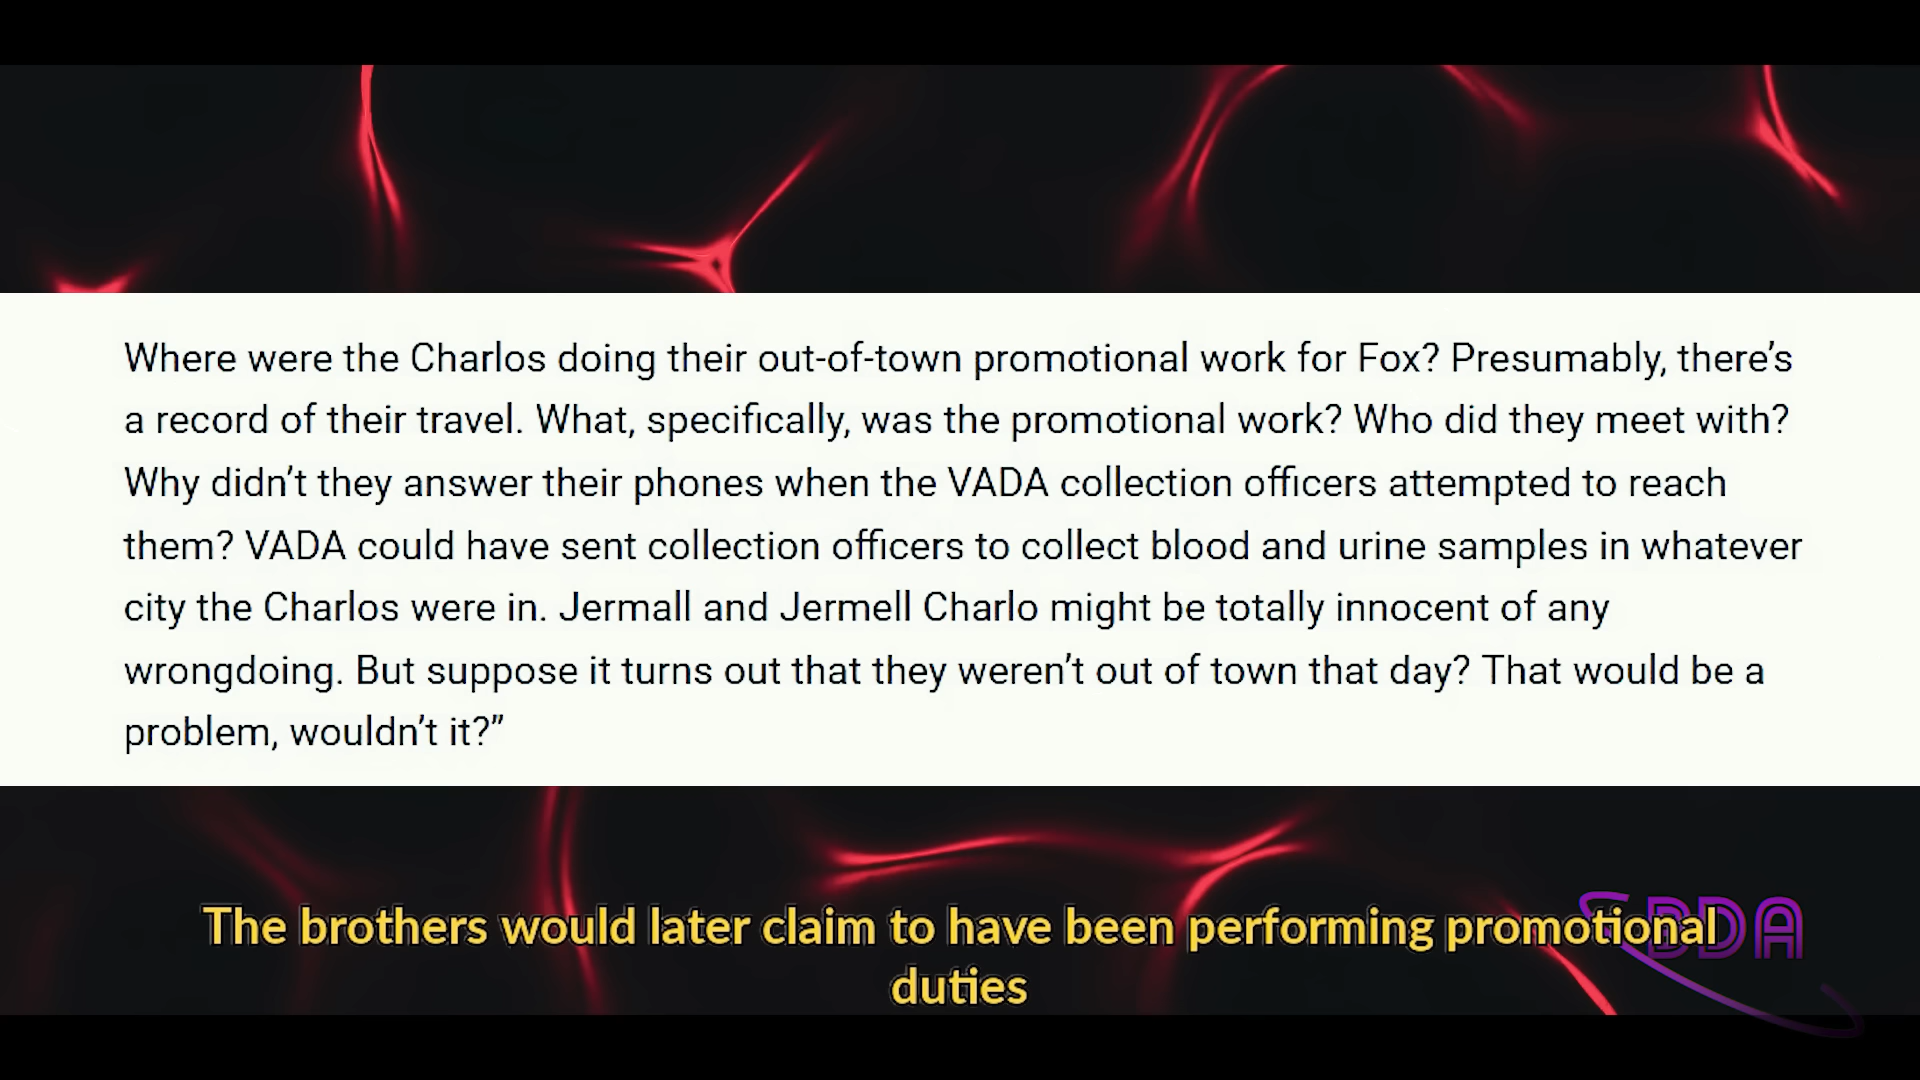 Where were the Charlos doing their out-of-town promotional work for Fox? Presumably, there’s
a record of their travel. What, specifically, was the promotional work? Who did they meet with?
Why didn’t they answer their phones when the VADA collection officers attempted to reach
them? VADA could have sent collection officers to collect blood and urine samples in whatever
city the Charlos were in. Jermall and Jermell Charlo might be totally innocent of any
wrongdoing. But suppose it turns out that they weren’t out of town that day? That would be a
problem, wouldn’t it?”
The brothers would later claim to have been performing promotional
duties
BDA